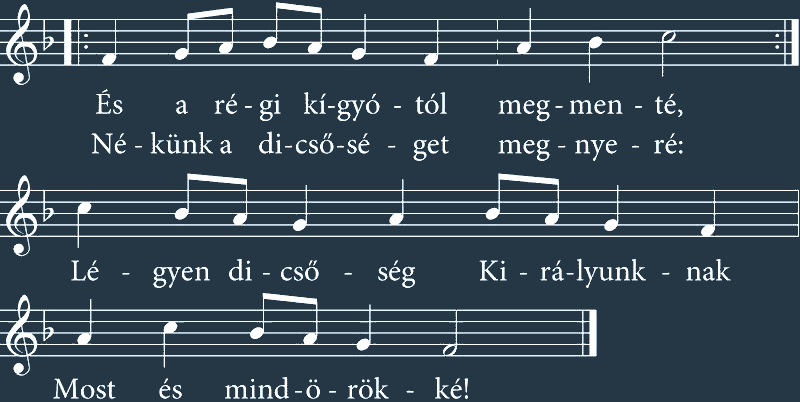 És a ré - gi kí-gyó - tól meg - men - té,
Né - künk a di-cső-sé - get meg - nye - ré:
Lé - gyen di - cső - ség Ki - rá-lyunk - nak
Most és mind - ö - rök - ké!